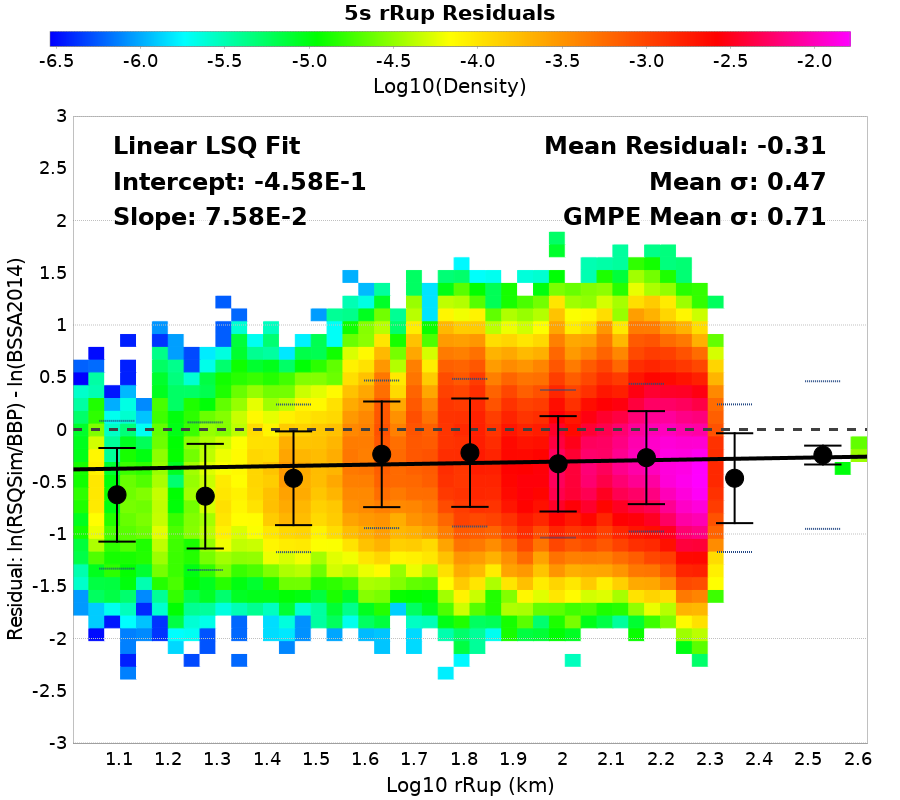 5s rRup Residuals
-6.5 -6.0 -5.5 -5.0 -4.5 -4.0 -3.5 -3.0 -2.5 -2.0
Log10(Density)
Linear LSQ Fit
Intercept: -4.58E-1
Slope: 7.58E-2
Mean Residual: -0.31
Mean σ: 0.47
GMPE Mean σ: 0.71
Residual: ln(RSQSim/BBP) - ln(BSSA2014)
3
2.5
2
1.5
1
0.5
0
-0.5
-1
-1.5
-2
-2.5
-3
1.1 1.2 1.3 1.4 1.5 1.6 1.7 1.8 1.9 2 2.1 2.2 2.3 2.4 2.5 2.6
Log10 rRup (km)